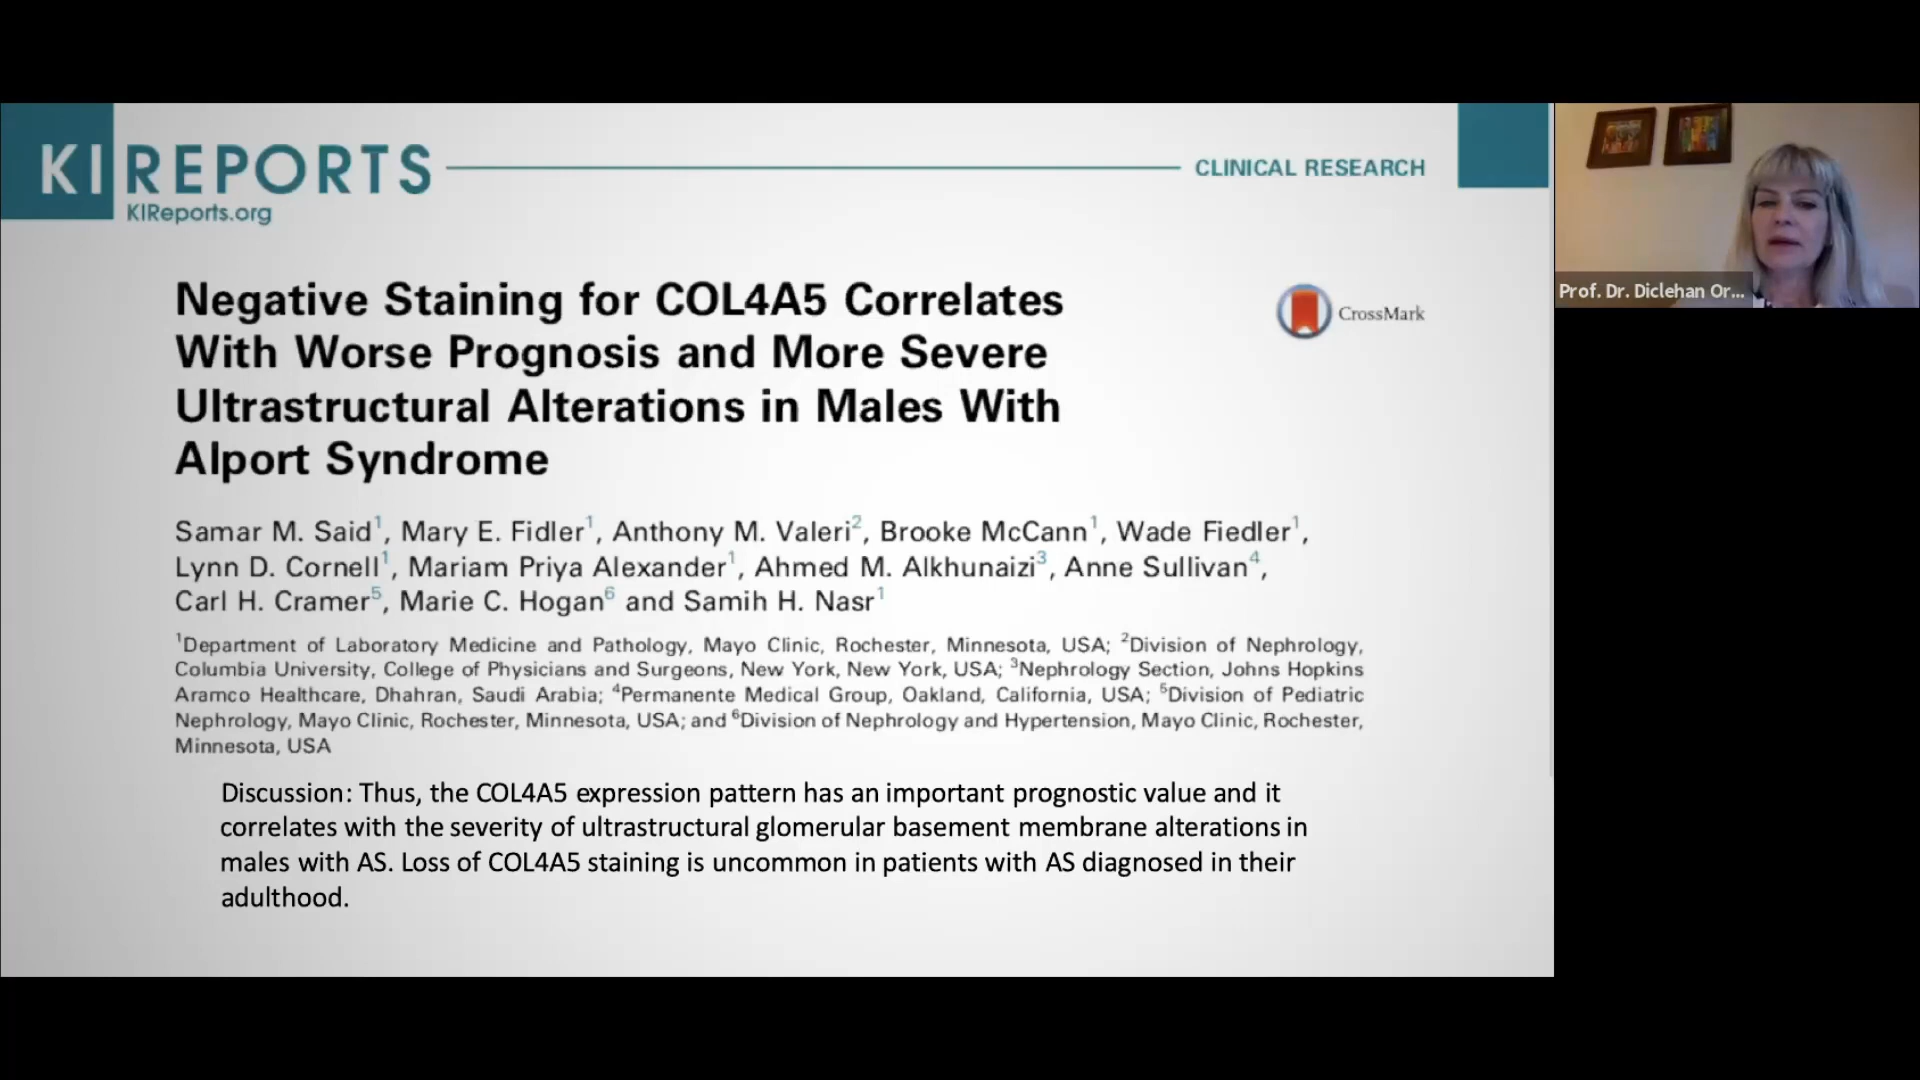 KI REPORTS
KIReports.org
CLINICAL RESEARCH
Negative Staining for COL4A5 Correlates
With Worse Prognosis and More Severe
Ultrastructural Alterations in Males With
Alport Syndrome
CrossMark
Samar M. Said1, Mary E. Fidler1, Anthony M. Valeri2, Brooke McCann1, Wade Fiedler1,
Lynn D. Cornell1, Mariam Priya Alexander1, Ahmed M. Alkhunaizi3, Anne Sullivan4,
Carl H. Cramer5, Marie C. Hogan6 and Samih H. Nasr1
1Department of Laboratory Medicine and Pathology, Mayo Clinic, Rochester, Minnesota, USA; 2Division of Nephrology,
Columbia University, College of Physicians and Surgeons, New York, New York, USA; 3Nephrology Section, Johns Hopkins
Aramco Healthcare, Dhahran, Saudi Arabia; 4Permanente Medical Group, Oakland, California, USA; 5Division of Pediatric
Nephrology, Mayo Clinic, Rochester, Minnesota, USA; and 6Division of Nephrology and Hypertension, Mayo Clinic, Rochester,
Minnesota, USA
Discussion: Thus, the COL4A5 expression pattern has an important prognostic value and it
correlates with the severity of ultrastructural glomerular basement membrane alterations in
males with AS. Loss of COL4A5 staining is uncommon in patients with AS diagnosed in their
adulthood.
Prof. Dr. Diclehan Or...